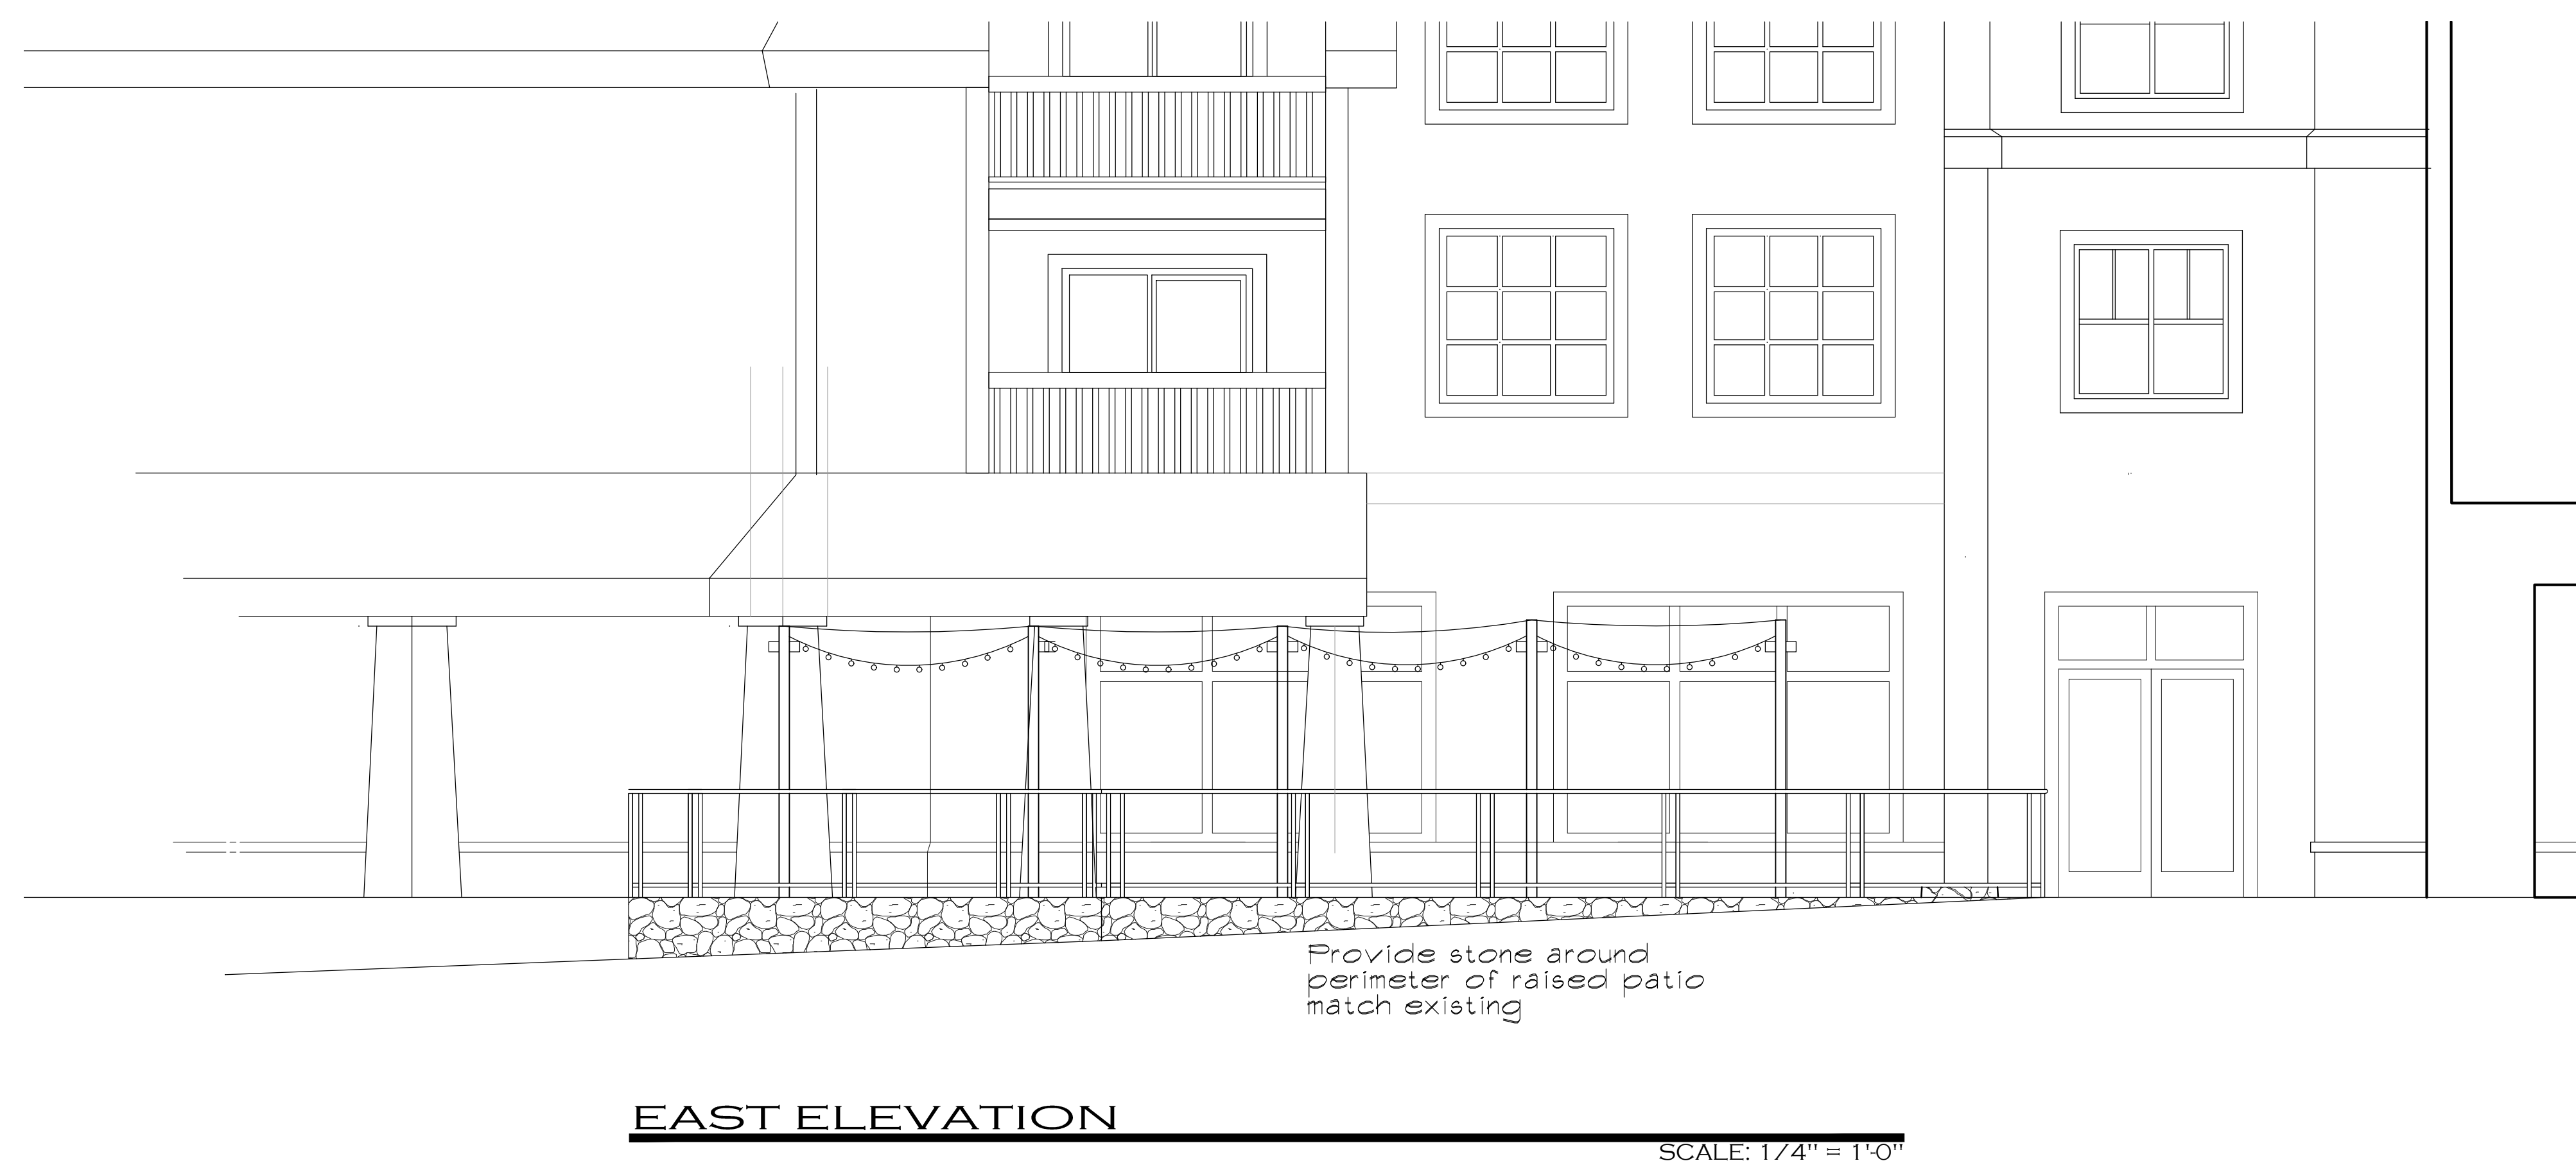 Provide stone around
perimeter of raised patio
match existing
EAST ELEVATION
SCALE: 1/4" = 1'-0"